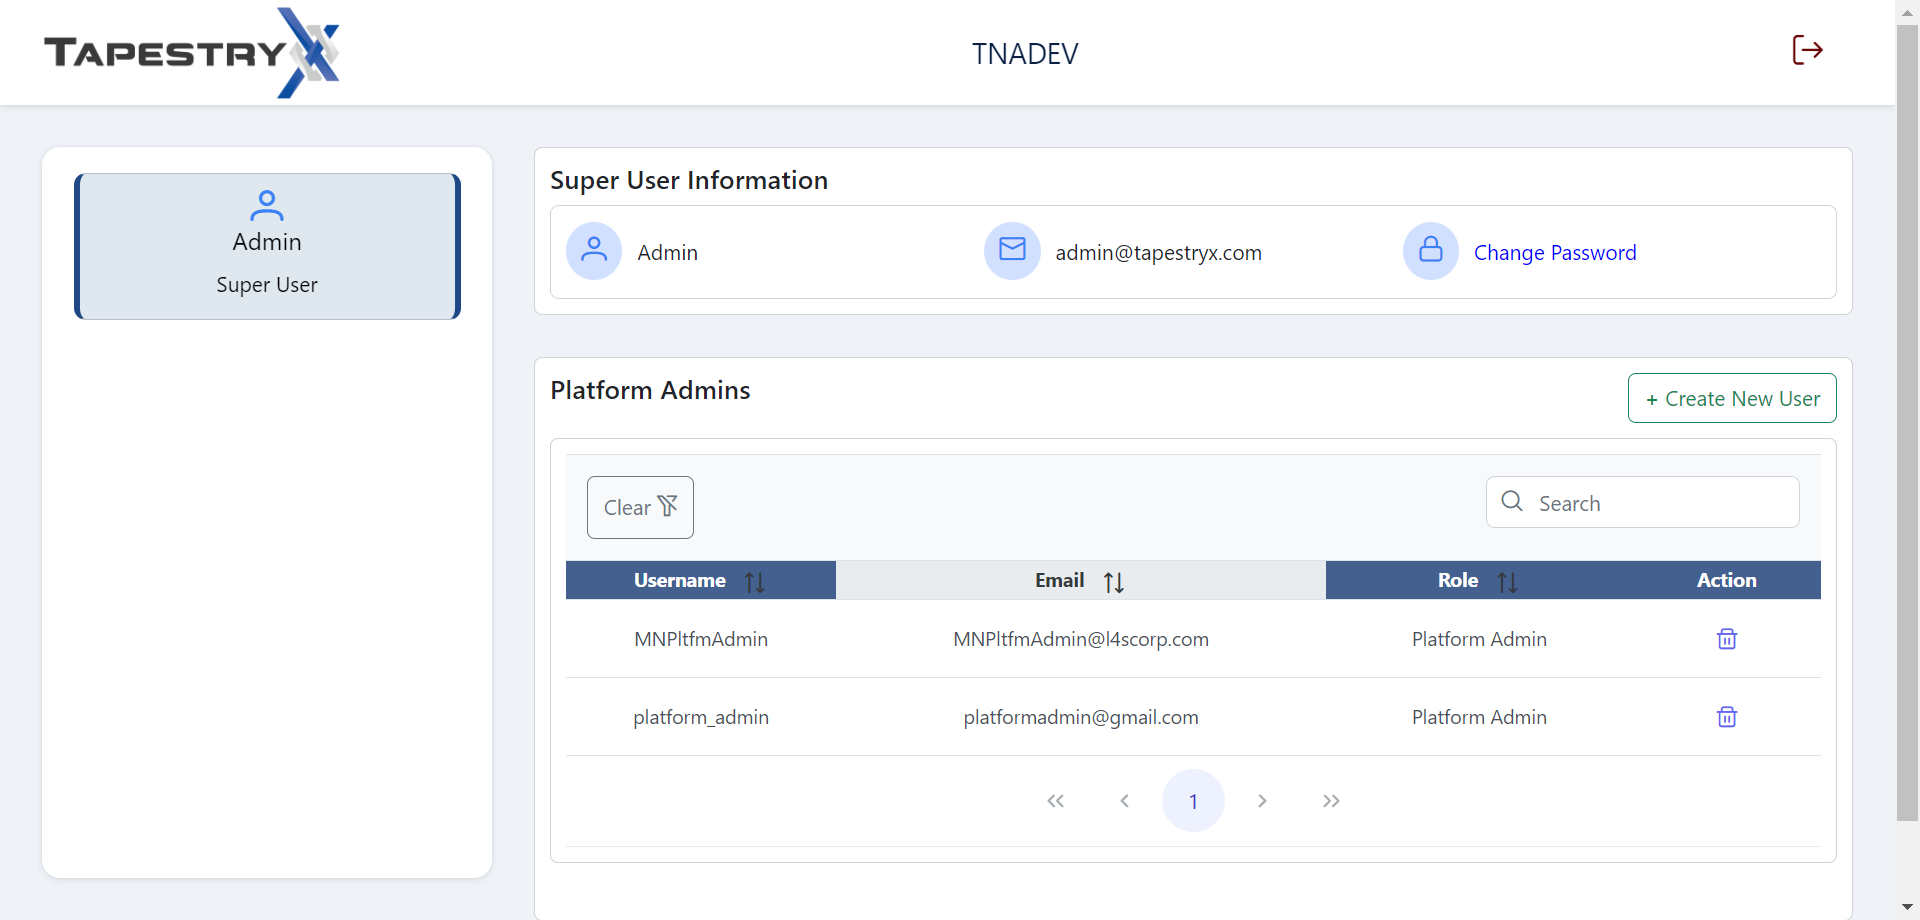 TAPESTRYX
TNADEV
Admin
Super User
Super User Information
Admin
admin@tapestryx.com
Change Password
Platform Admins
+ Create New User
Clear
Search
Username Email Role Action
MNPltfmAdmin MNPltfmAdmin@l4scorp.com Platform Admin
platform_admin platformadmin@gmail.com Platform Admin
1